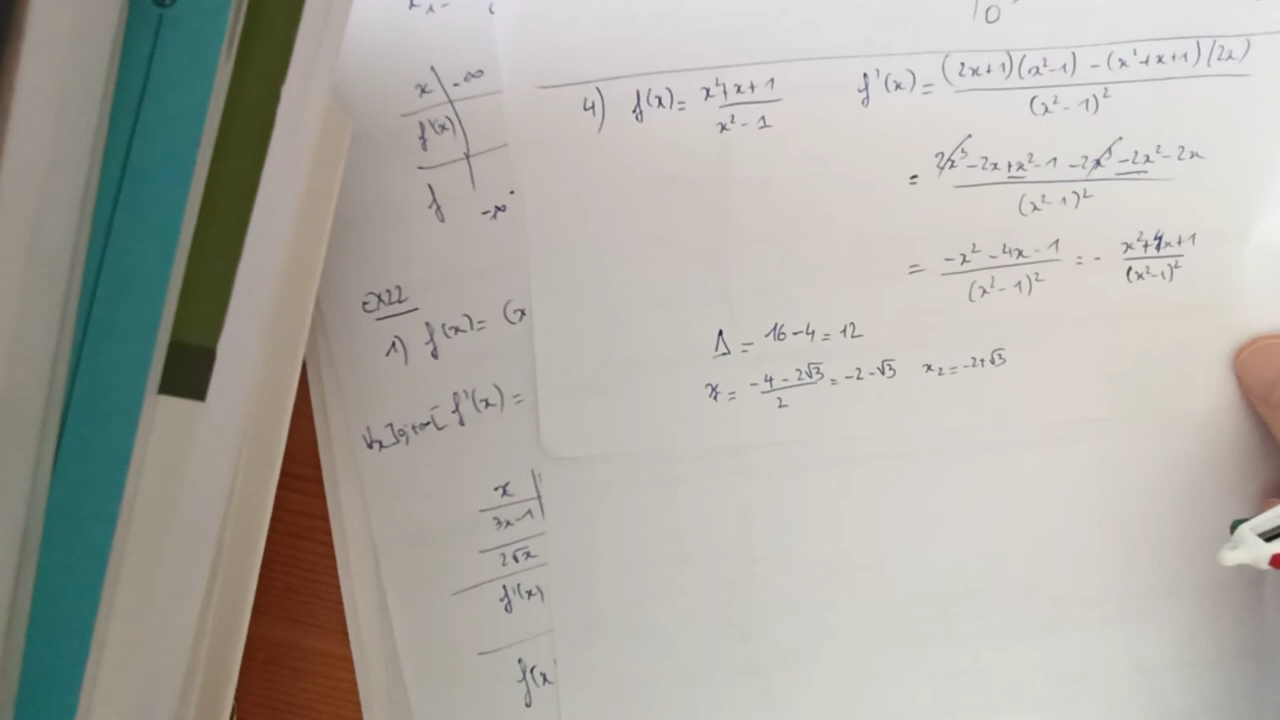 10
x -∞
f'(x)
f -∞
4) f(x) = (x²+x+1)/(x²-1) f'(x) = ((2x+1)(x²-1) - (x²+x+1)(2x))/(x²-1)²
= (2x³-2x+x²-1-2x³-2x²-2x)/(x²-1)²
= (-x²-4x-1)/(x²-1)² = - (x²+4x+1)/(x²-1)²
Δ = 16-4 = 12
x = (-4-2√3)/2 = -2-√3 x₂ = -2+√3
EX22
1) f(x) = (x
f'(x) =
x
3x-1
2√x
f'(x)
f(x